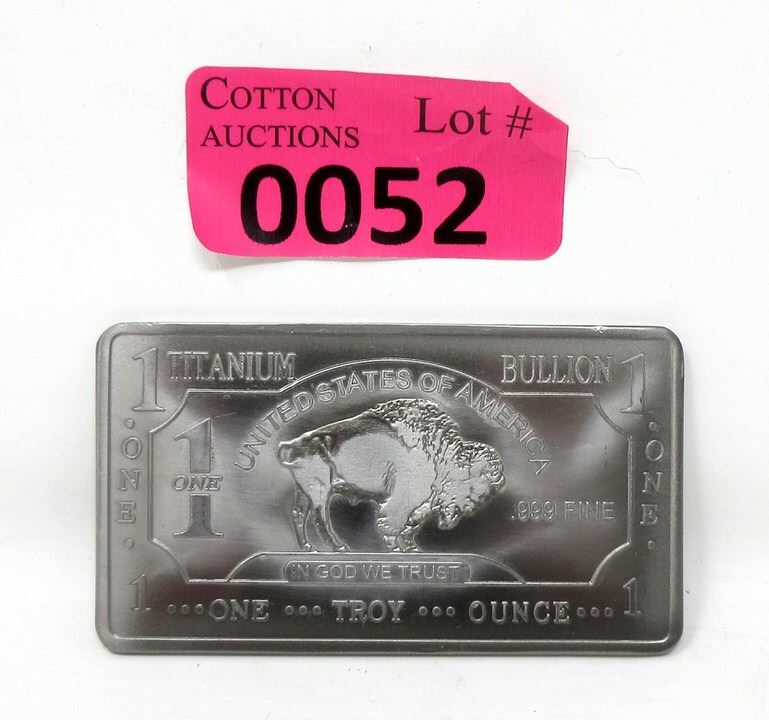 COTTON
AUCTIONS
Lot #
0052
1 TITANIUM BULLION 1
UNITED STATES OF AMERICA
· ONE ·
1
ONE
.999 FINE
· ONE ·
IN GOD WE TRUST
1 ••• ONE ••• TROY ••• OUNCE ••• 1